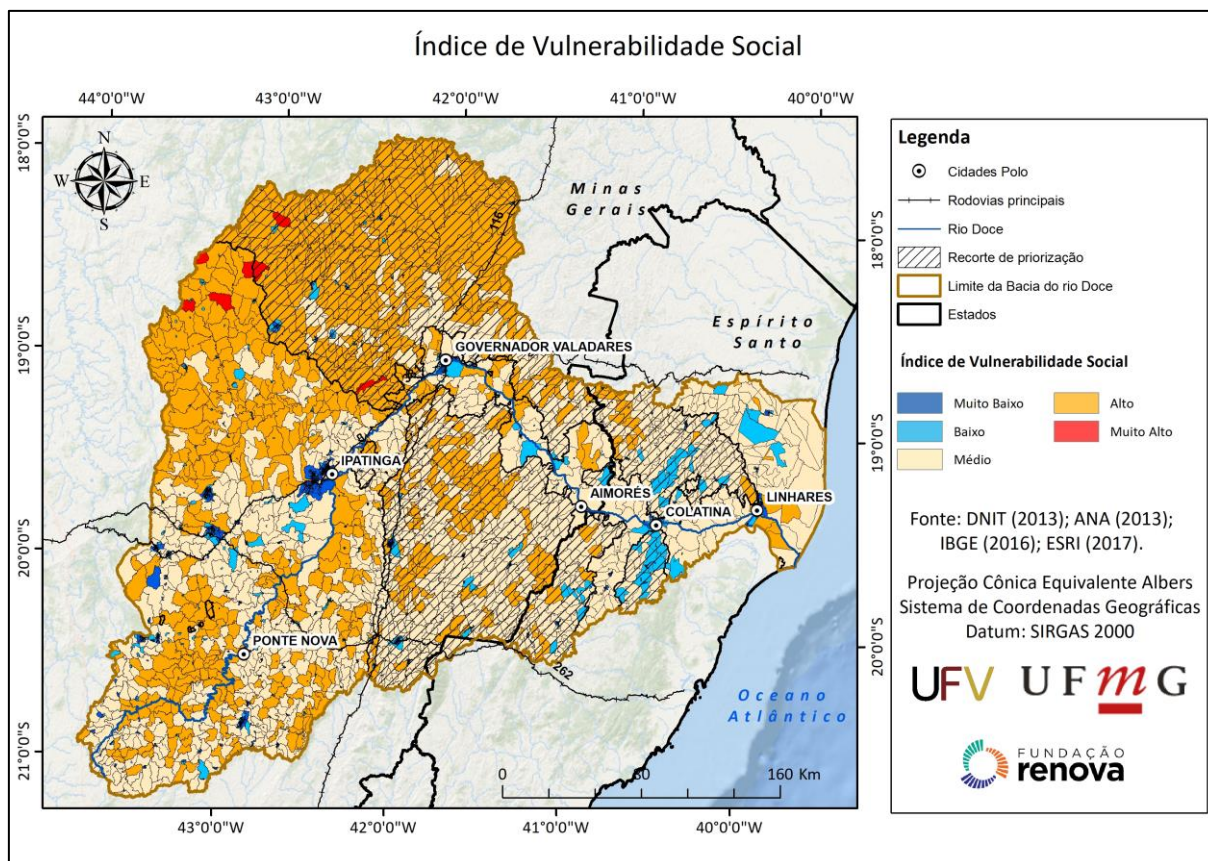 Índice de Vulnerabilidade Social
44°0'0"W 43°0'0"W 42°0'0"W 41°0'0"W 40°0'0"W
18°0'0"S
19°0'0"S
20°0'0"S
21°0'0"S
18°0'0"S
19°0'0"S
20°0'0"S
43°0'0"W 42°0'0"W 41°0'0"W 40°0'0"W
N
W E
S
Minas
Gerais
116
Espírito
Santo
GOVERNADOR VALADARES
IPATINGA
AIMORÉS
LINHARES
COLATINA
PONTE NOVA
262
Oceano
Atlântico
0 80 160 Km
Legenda
Cidades Polo
Rodovias principais
Rio Doce
Recorte de priorização
Limite da Bacia do rio Doce
Estados
Índice de Vulnerabilidade Social
Muito Baixo Alto
Baixo Muito Alto
Médio
Fonte: DNIT (2013); ANA (2013);
IBGE (2016); ESRI (2017).
Projeção Cônica Equivalente Albers
Sistema de Coordenadas Geográficas
Datum: SIRGAS 2000
UFV UFmG
FUNDAÇÃO
renova